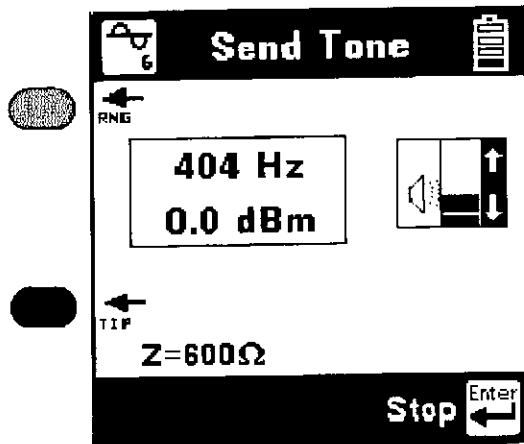 6
Send Tone
RNG
404 Hz
0.0 dBm
TIP
Z=600Ω
Stop
Enter